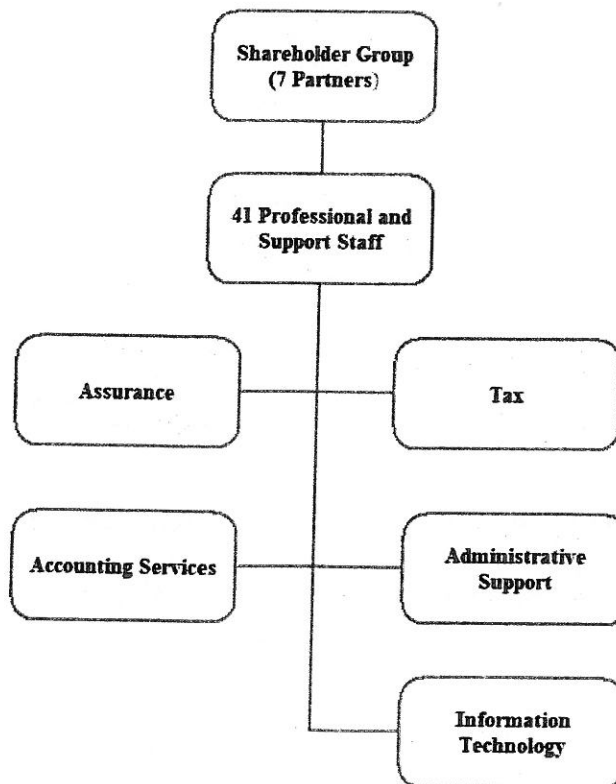 Shareholder Group
(7 Partners)
41 Professional and
Support Staff
Assurance
Tax
Accounting Services
Administrative
Support
Information
Technology